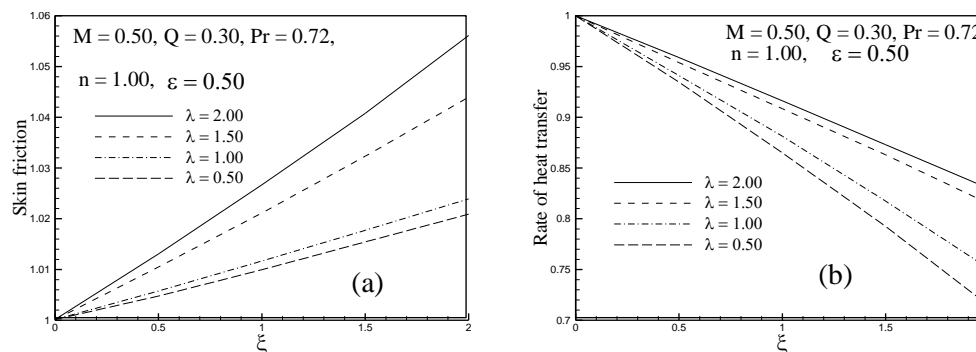 1.06
1.05
1.04
1.02
1.01
1
Skin friction
M = 0.50, Q = 0.30, Pr = 0.72,
n = 1.00, ε = 0.50
λ = 2.00
λ = 1.50
λ = 1.00
λ = 0.50
(a)
0 0.5 1 1.5 2
ξ
1
0.95
0.9
0.85
0.8
0.75
0.7
Rate of heat transfer
M = 0.50, Q = 0.30, Pr = 0.72
n = 1.00, ε = 0.50
λ = 2.00
λ = 1.50
λ = 1.00
λ = 0.50
(b)
0 0.5 1 1.5
ξ